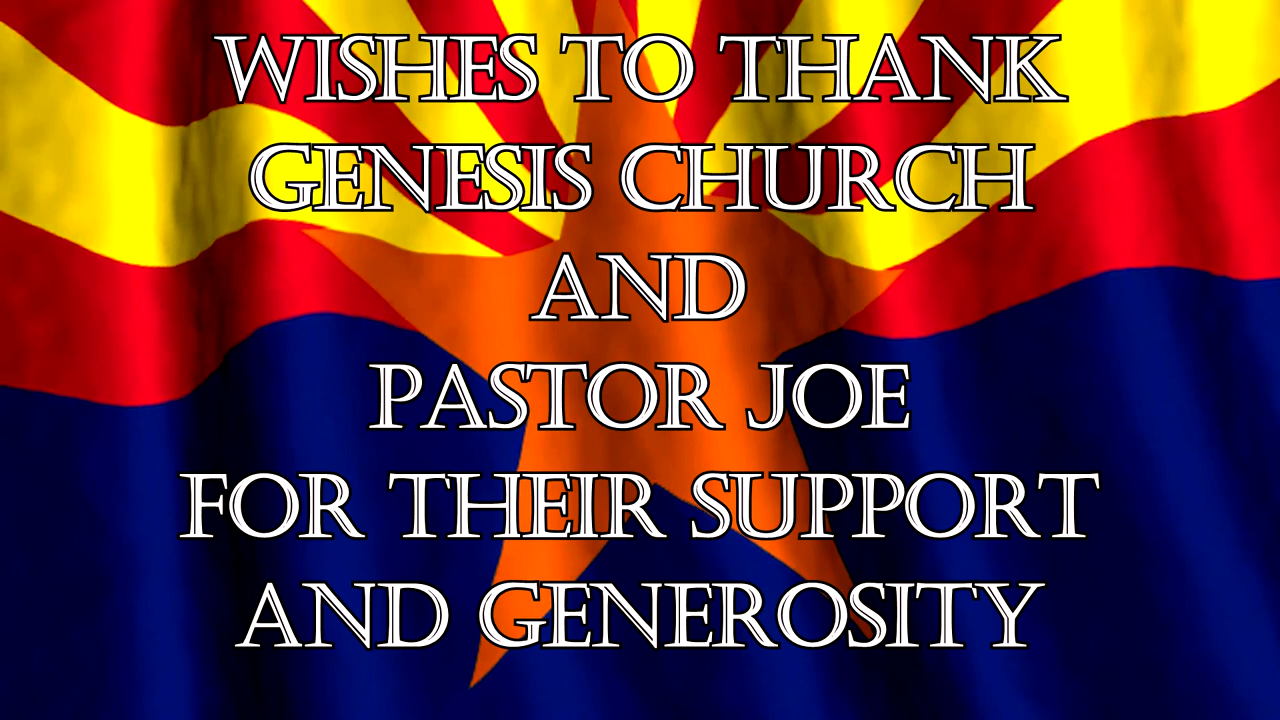 WISHES TO THANK
GENESIS CHURCH
AND
PASTOR JOE
FOR THEIR SUPPORT
AND GENEROSITY